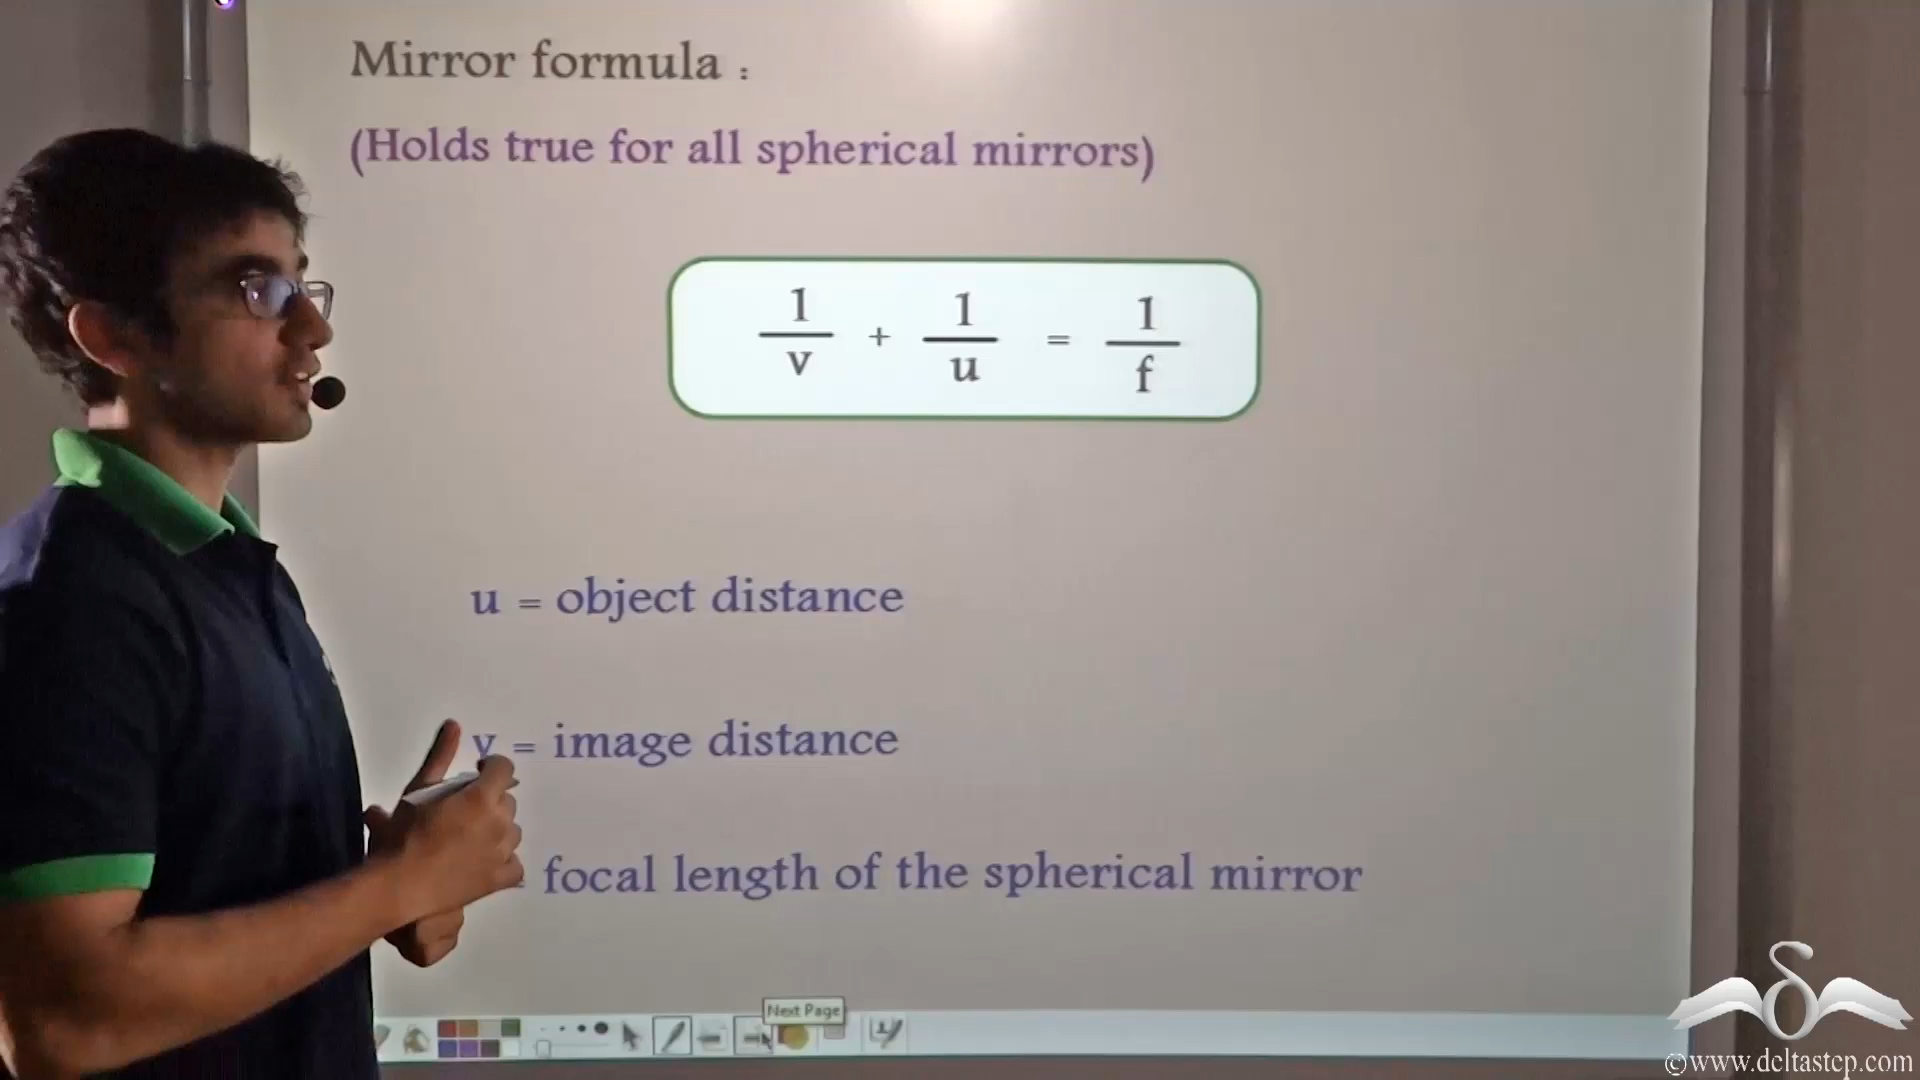 Mirror formula :
(Holds true for all spherical mirrors)
1/v + 1/u = 1/f
u = object distance
v = image distance
= focal length of the spherical mirror
Next Page
©www.deltastep.com